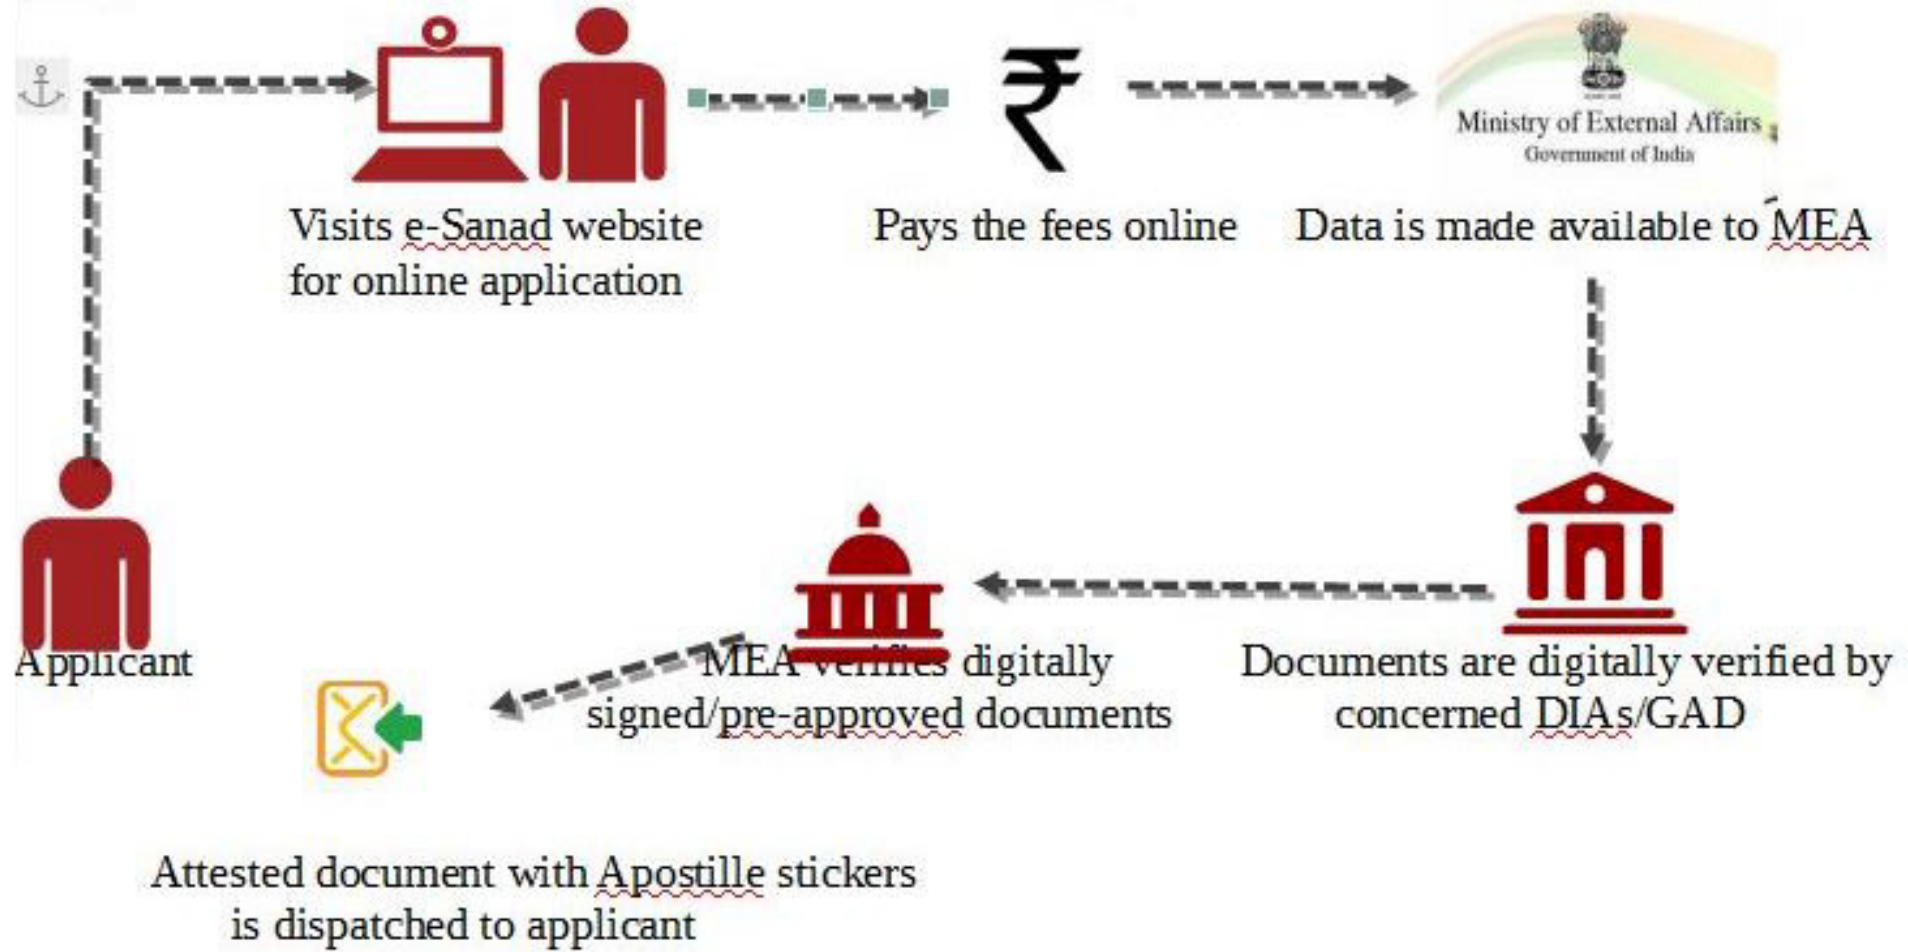 Ministry of External Affairs
Government of India
Visits e-Sanad website
for online application
Pays the fees online
Data is made available to MEA
Applicant
MEA verifies digitally
signed/pre-approved documents
Documents are digitally verified by
concerned DIAs/GAD
Attested document with Apostille stickers
is dispatched to applicant